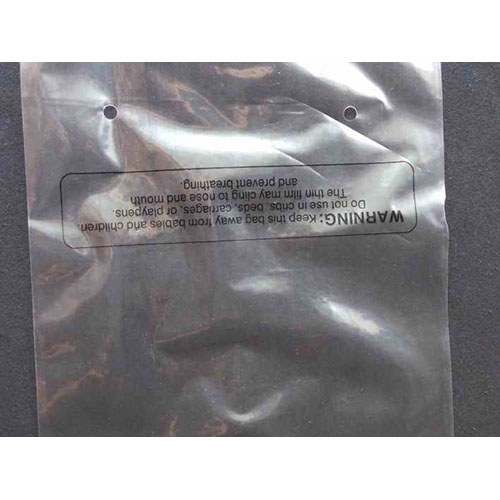 WARNING: Keep this bag away from babies and children.
Do not use in cribs, beds, carriages, or playpens.
The thin film may cling to nose and mouth
and prevent breathing.